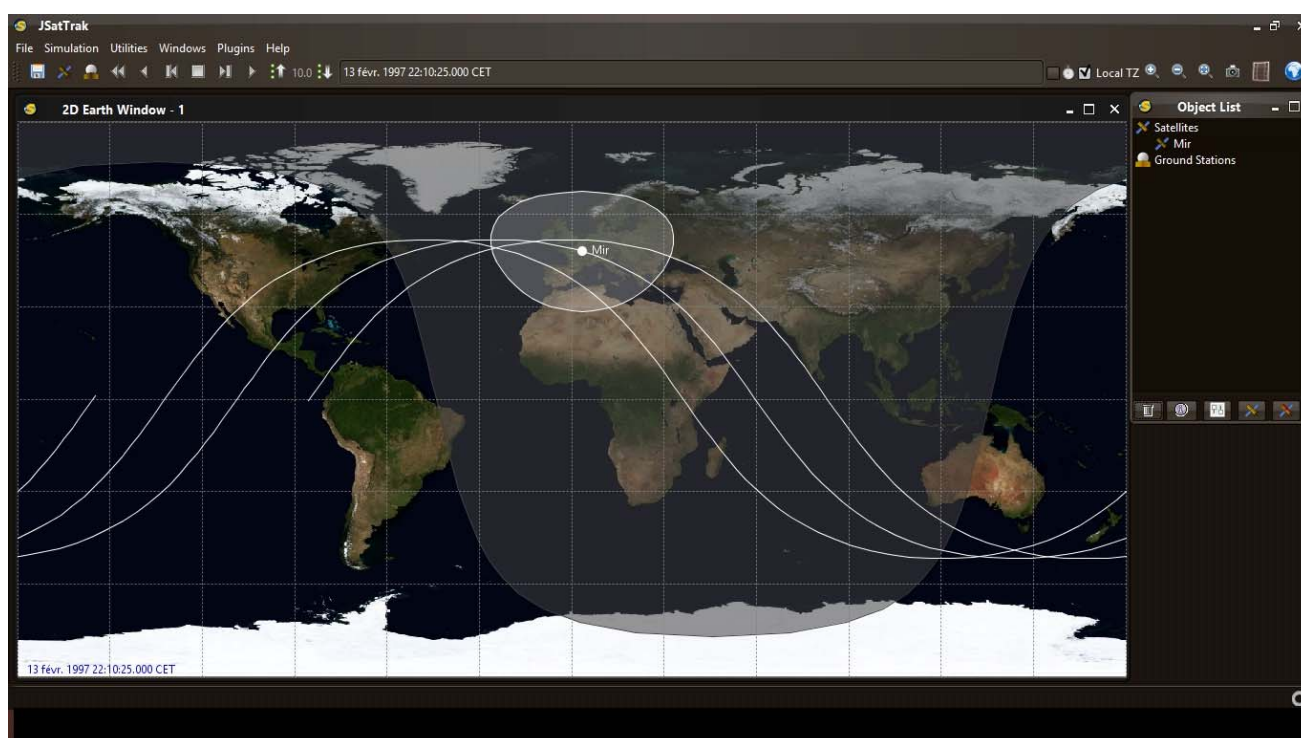 JSatTrak
File Simulation Utilities Windows Plugins Help
10.0 13 févr. 1997 22:10:25.000 CET Local TZ
2D Earth Window - 1
Object List
Satellites
Mir
Ground Stations
Mir
13 févr. 1997 22:10:25.000 CET